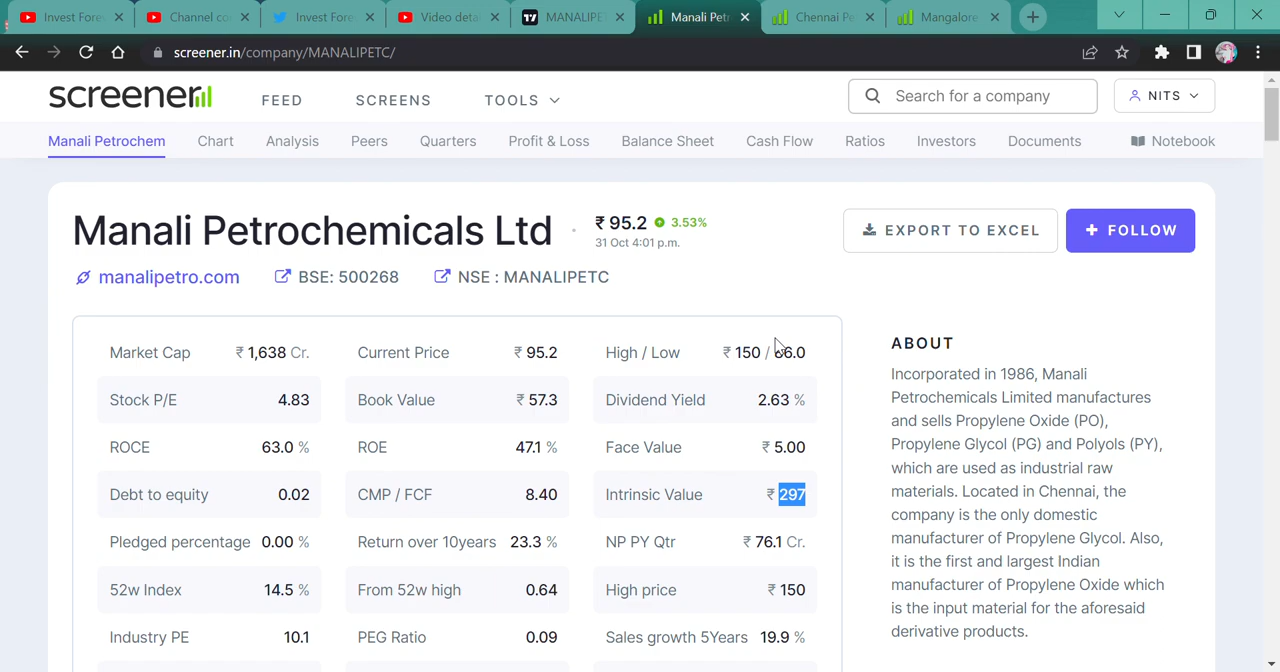 Invest Fore
Channel co
Invest Fore
Video deta
MANALIPE
Manali Petr
Chennai Pe
Mangalore
screener.in/company/MANALIPETC/
screener
FEED
SCREENS
TOOLS
Search for a company
NITS
Manali Petrochem
Chart
Analysis
Peers
Quarters
Profit & Loss
Balance Sheet
Cash Flow
Ratios
Investors
Documents
Notebook
Manali Petrochemicals Ltd
₹ 95.2 3.53%
31 Oct 4:01 p.m.
EXPORT TO EXCEL
+ FOLLOW
manalipetro.com
BSE: 500268
NSE : MANALIPETC
Market Cap ₹ 1,638 Cr.
Current Price ₹ 95.2
High / Low ₹ 150 / 66.0
Stock P/E 4.83
Book Value ₹ 57.3
Dividend Yield 2.63 %
ROCE 63.0 %
ROE 47.1 %
Face Value ₹ 5.00
Debt to equity 0.02
CMP / FCF 8.40
Intrinsic Value ₹ 297
Pledged percentage 0.00 %
Return over 10years 23.3 %
NP PY Qtr ₹ 76.1 Cr.
52w Index 14.5 %
From 52w high 0.64
High price ₹ 150
Industry PE 10.1
PEG Ratio 0.09
Sales growth 5Years 19.9 %
ABOUT
Incorporated in 1986, Manali
Petrochemicals Limited manufactures
and sells Propylene Oxide (PO),
Propylene Glycol (PG) and Polyols (PY),
which are used as industrial raw
materials. Located in Chennai, the
company is the only domestic
manufacturer of Propylene Glycol. Also,
it is the first and largest Indian
manufacturer of Propylene Oxide which
is the input material for the aforesaid
derivative products.